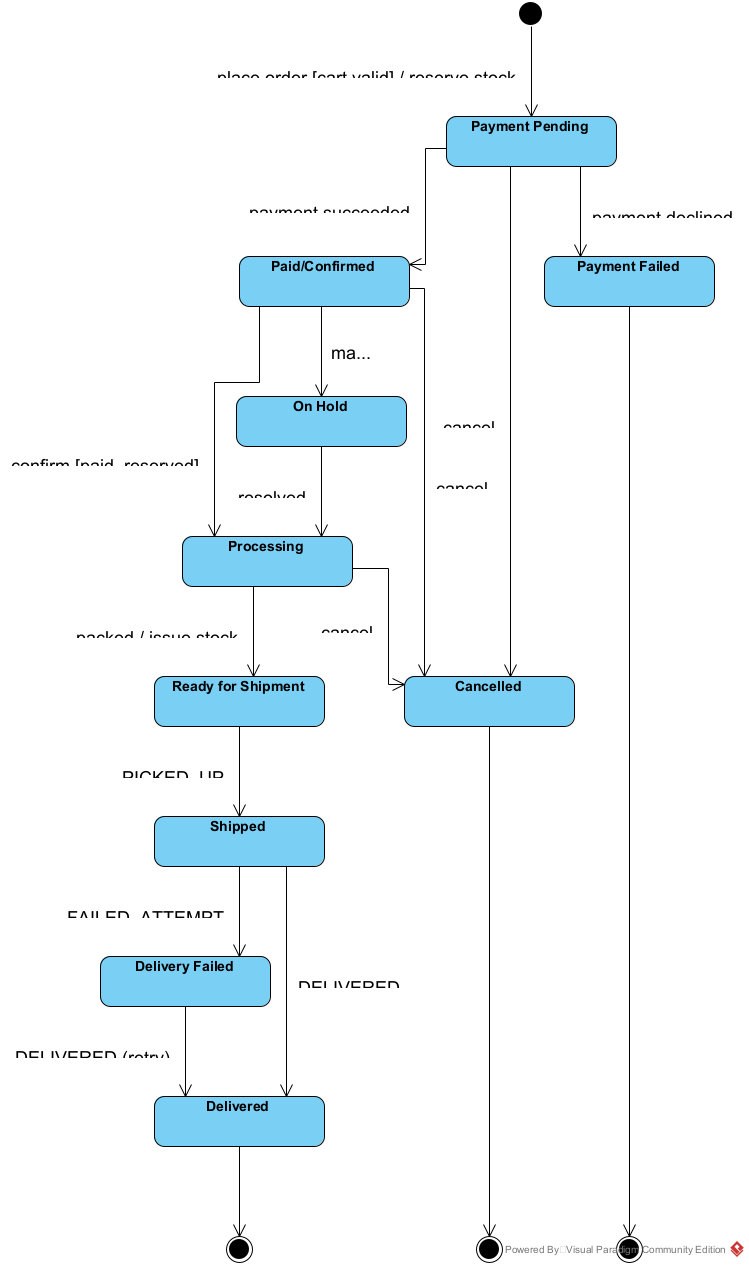 place order [cart valid] / reserve stock
Payment Pending
payment succeeded
payment declined
Paid/Confirmed
Payment Failed
ma...
On Hold
cancel
confirm [paid, reserved]
resolved
cancel
Processing
packed / issue stock
cancel
Ready for Shipment
Cancelled
PICKED_UP
Shipped
FAILED_ATTEMPT
Delivery Failed
DELIVERED
DELIVERED (retry)
Delivered
Powered By Visual Paradigm Community Edition